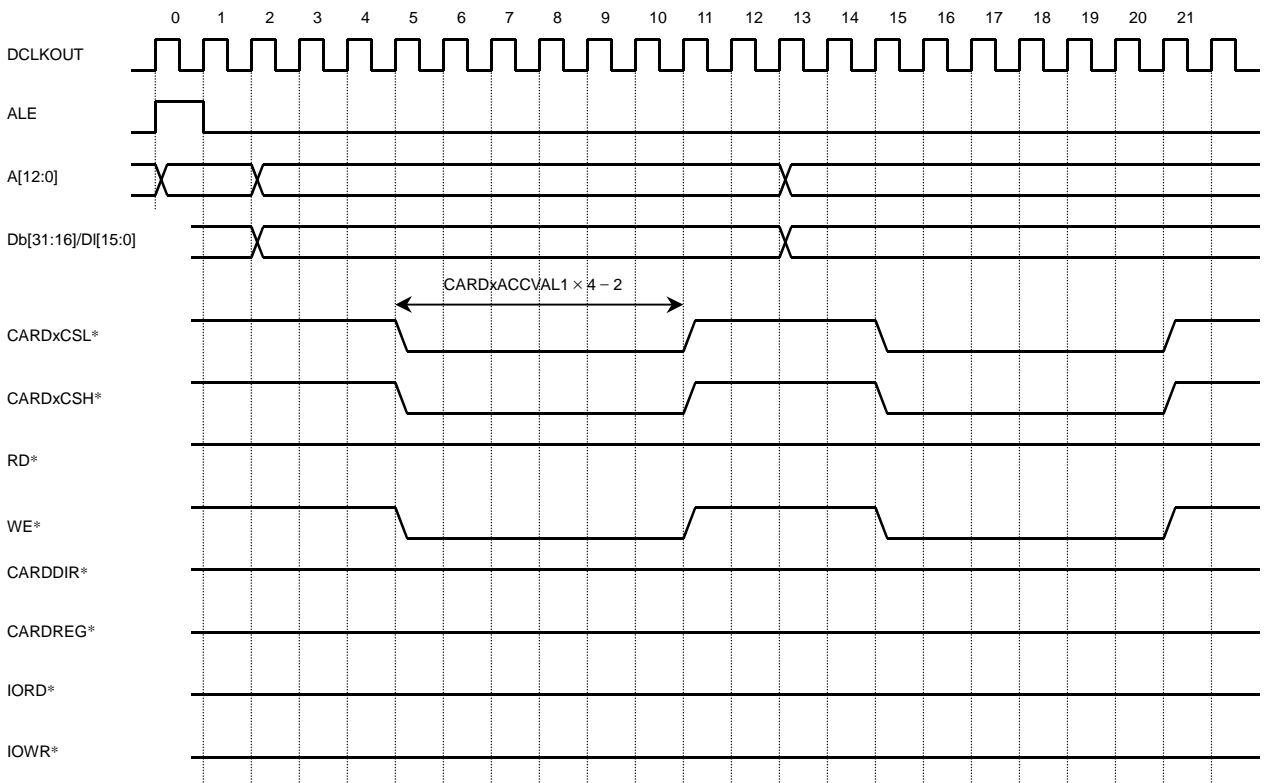 0 1 2 3 4 5 6 7 8 9 10 11 12 13 14 15 16 17 18 19 20 21
DCLKOUT
ALE
A[12:0]
Db[31:16]/Dl[15:0]
CARDxACCVAL1 × 4 – 2
CARDxCSL*
CARDxCSH*
RD*
WE*
CARDDIR*
CARDREG*
IORD*
IOWR*